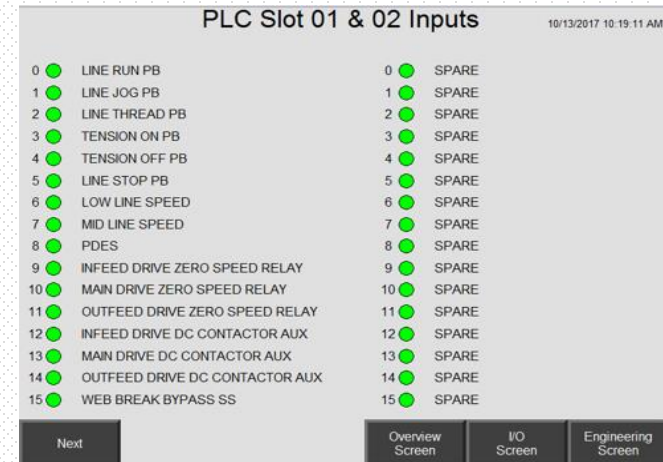 PLC Slot 01 & 02 Inputs
10/13/2017 10:19:11 AM
0 LINE RUN PB
1 LINE JOG PB
2 LINE THREAD PB
3 TENSION ON PB
4 TENSION OFF PB
5 LINE STOP PB
6 LOW LINE SPEED
7 MID LINE SPEED
8 PDES
9 INFEED DRIVE ZERO SPEED RELAY
10 MAIN DRIVE ZERO SPEED RELAY
11 OUTFEED DRIVE ZERO SPEED RELAY
12 INFEED DRIVE DC CONTACTOR AUX
13 MAIN DRIVE DC CONTACTOR AUX
14 OUTFEED DRIVE DC CONTACTOR AUX
15 WEB BREAK BYPASS SS
0 SPARE
1 SPARE
2 SPARE
3 SPARE
4 SPARE
5 SPARE
6 SPARE
7 SPARE
8 SPARE
9 SPARE
10 SPARE
11 SPARE
12 SPARE
13 SPARE
14 SPARE
15 SPARE
Next
Overview
Screen
I/O
Screen
Engineering
Screen